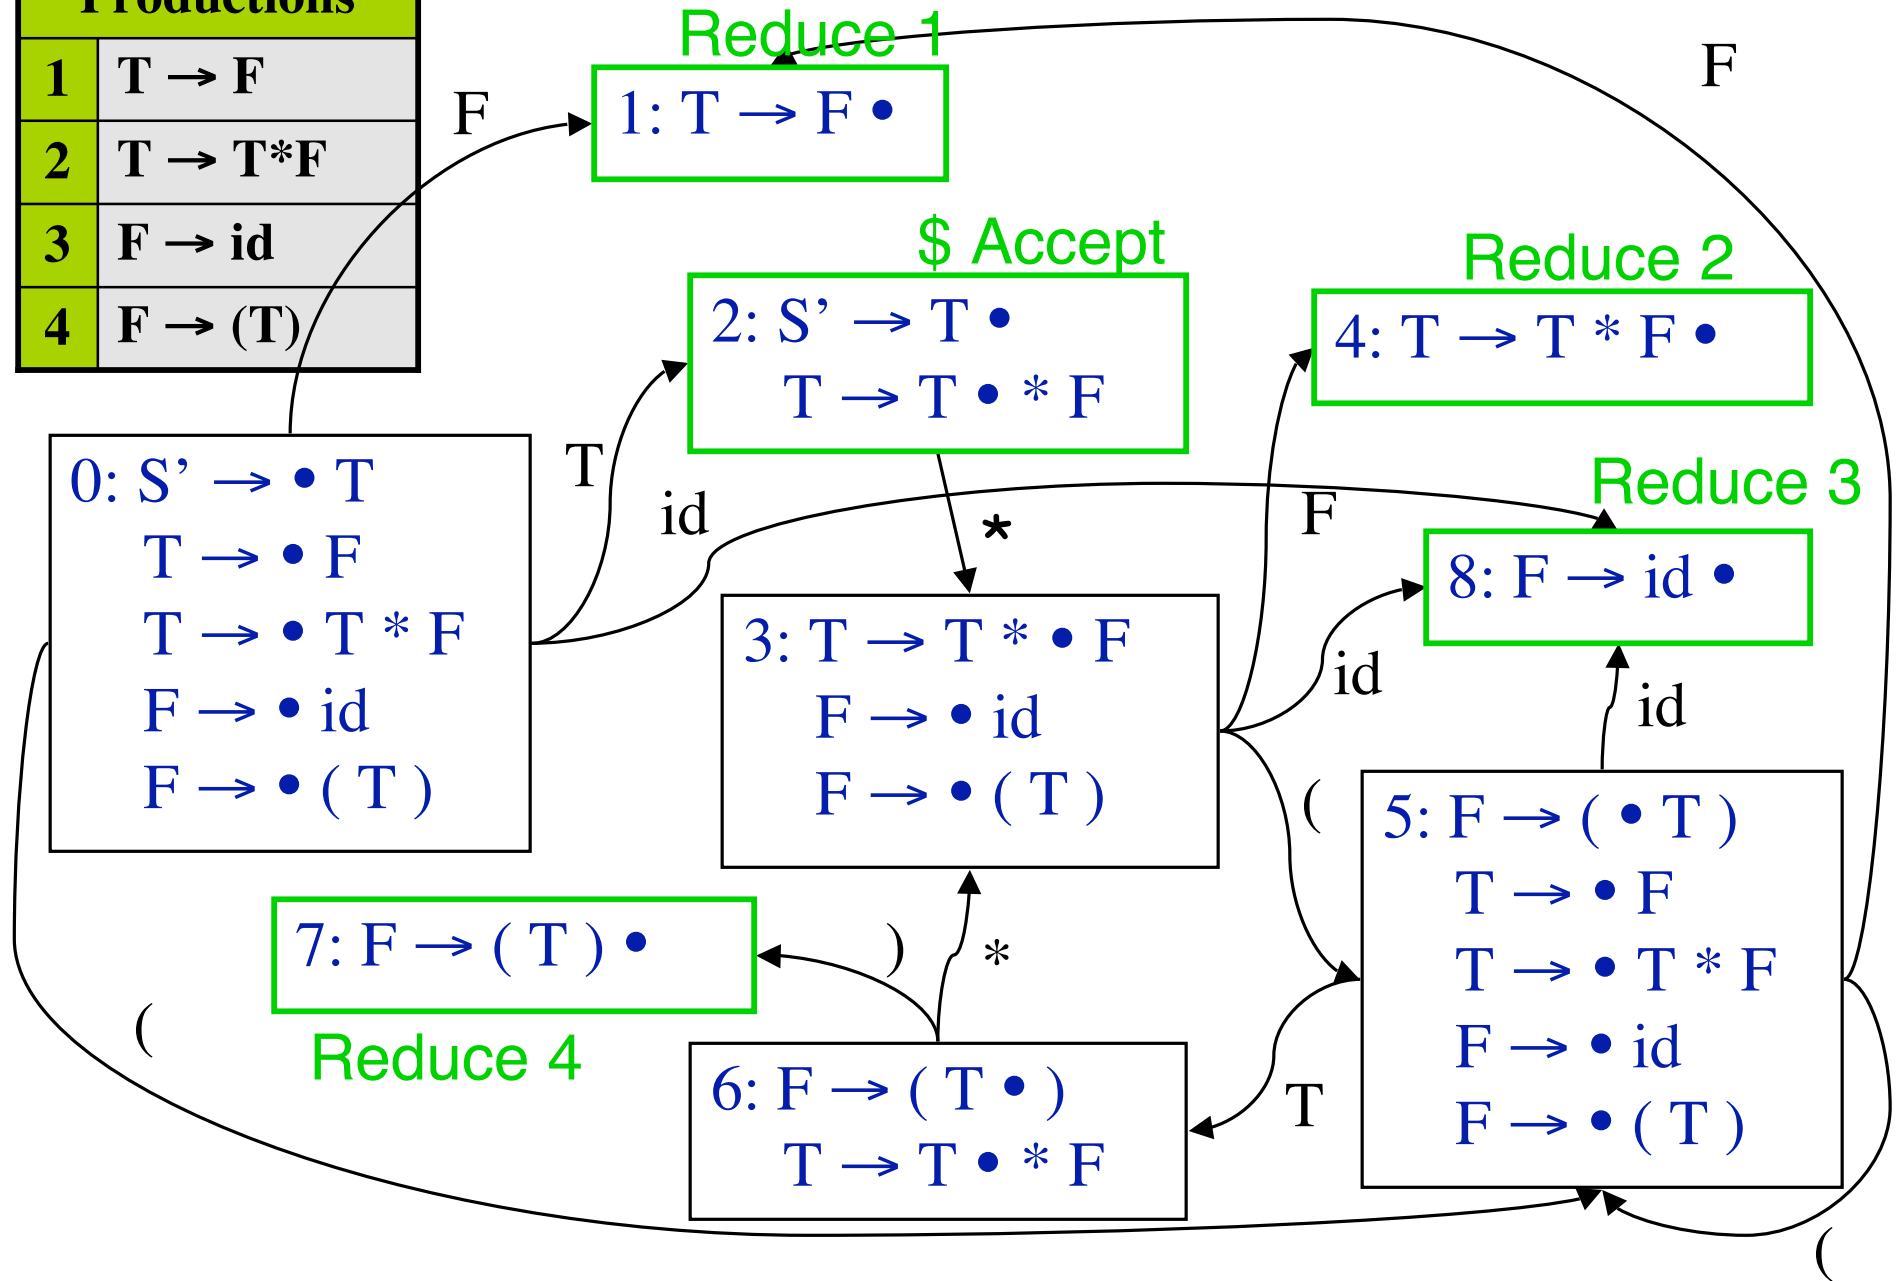 Productions
1 T → F
2 T → T*F
3 F → id
4 F → (T)
Reduce 1
F
F
1: T → F •
$ Accept
2: S’ → T •
T → T • * F
Reduce 2
4: T → T * F •
0: S’ → • T
T → • F
T → • T * F
F → • id
F → • ( T )
T
id
*
F
Reduce 3
8: F → id •
3: T → T * • F
F → • id
F → • ( T )
id
id
(
5: F → ( • T )
T → • F
T → • T * F
F → • id
F → • ( T )
7: F → ( T ) •
Reduce 4
)
*
(
6: F → ( T • )
T → T • * F
T
(